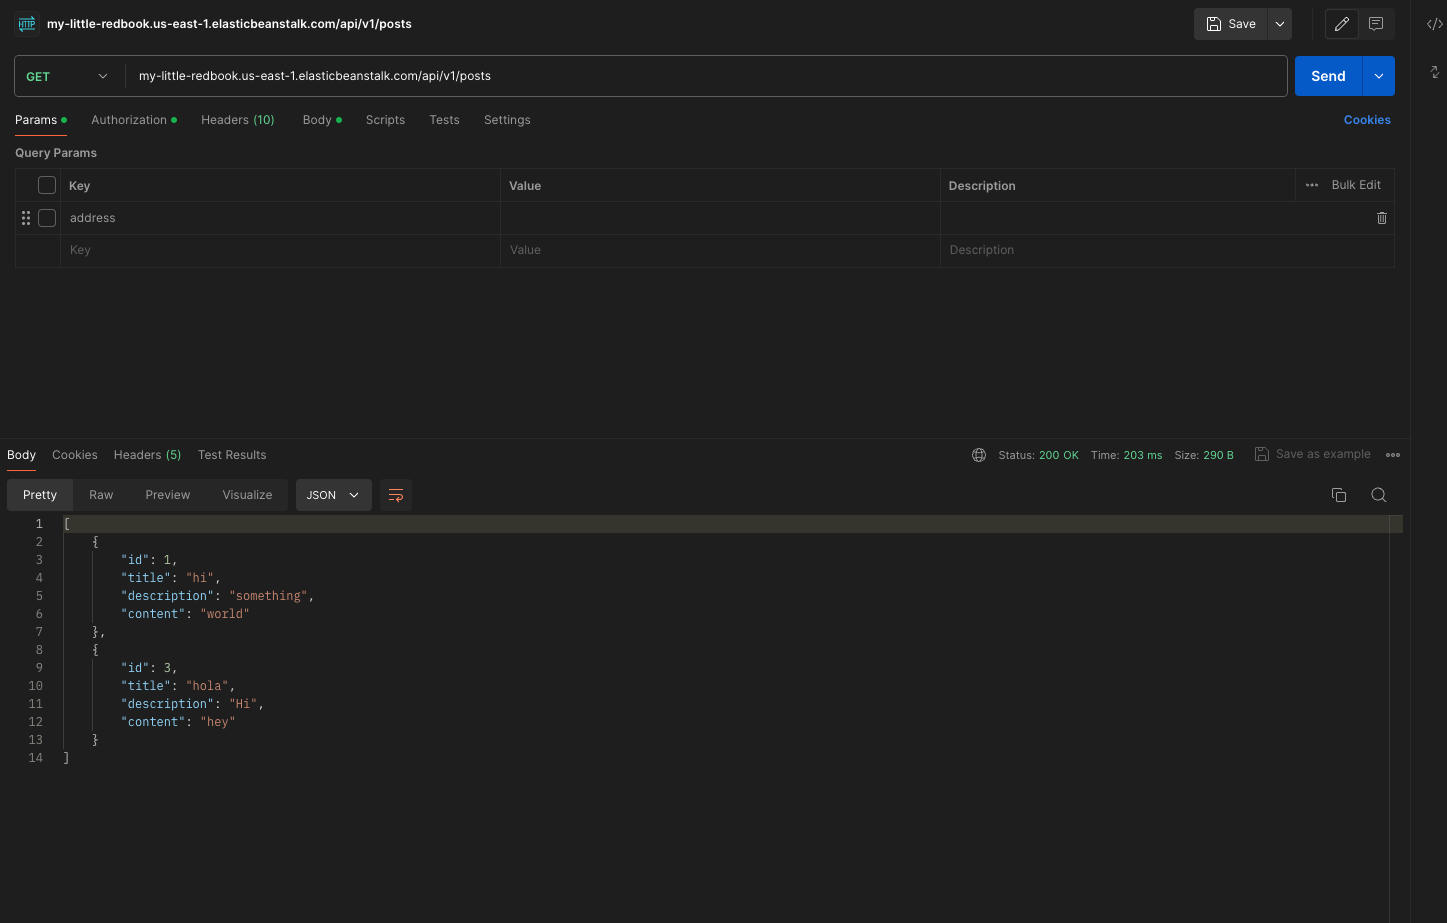 HTTP my-little-redbook.us-east-1.elasticbeanstalk.com/api/v1/posts Save </>
GET my-little-redbook.us-east-1.elasticbeanstalk.com/api/v1/posts Send
Params Authorization Headers (10) Body Scripts Tests Settings Cookies
Query Params
Key Value Description Bulk Edit
address
Key Value Description
Body Cookies Headers (5) Test Results Status: 200 OK Time: 203 ms Size: 290 B Save as example
Pretty Raw Preview Visualize JSON
1 [
2 {
3 "id": 1,
4 "title": "hi",
5 "description": "something",
6 "content": "world"
7 },
8 {
9 "id": 3,
10 "title": "hola",
11 "description": "Hi",
12 "content": "hey"
13 }
14 ]